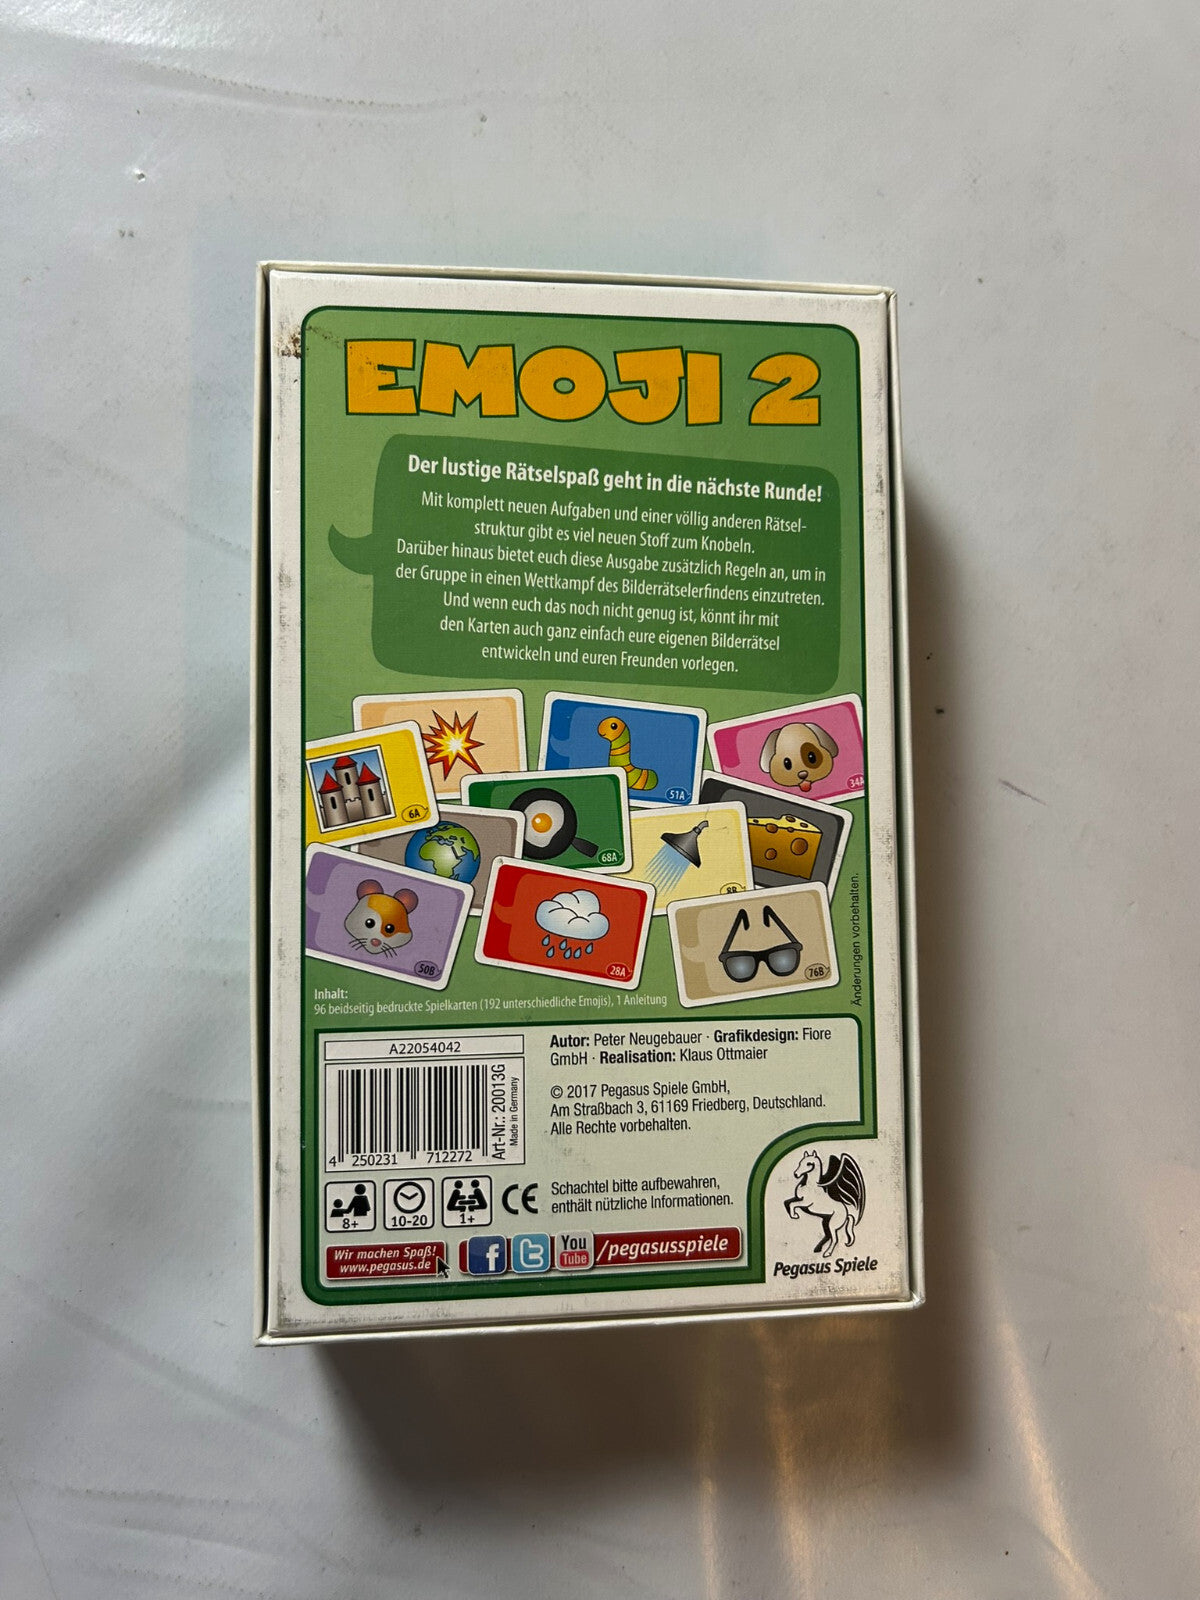 EMOJI 2
Der lustige Rätselspaß geht in die nächste Runde!
Mit komplett neuen Aufgaben und einer völlig anderen Rätsel-
struktur gibt es viel neuen Stoff zum Knobeln.
Darüber hinaus bietet euch diese Ausgabe zusätzlich Regeln an, um in
der Gruppe in einen Wettkampf des Bilderrätselerfindens einzutreten.
Und wenn euch das noch nicht genug ist, könnt ihr mit
den Karten auch ganz einfach eure eigenen Bilderrätsel
entwickeln und euren Freunden vorlegen.
6A
51A
34A
68A
8B
50B
28A
76B
Änderungen vorbehalten.
Inhalt:
96 beidseitig bedruckte Spielkarten (192 unterschiedliche Emojis), 1 Anleitung
A22054042
4 250231 712272
Art-Nr.: 20013G
Made in Germany
Autor: Peter Neugebauer · Grafikdesign: Fiore
GmbH · Realisation: Klaus Ottmaier
© 2017 Pegasus Spiele GmbH,
Am Straßbach 3, 61169 Friedberg, Deutschland.
Alle Rechte vorbehalten.
8+
10-20
1+
CE
Schachtel bitte aufbewahren,
enthält nützliche Informationen.
Wir machen Spaß!
www.pegasus.de
f t You Tube /pegasusspiele
Pegasus Spiele